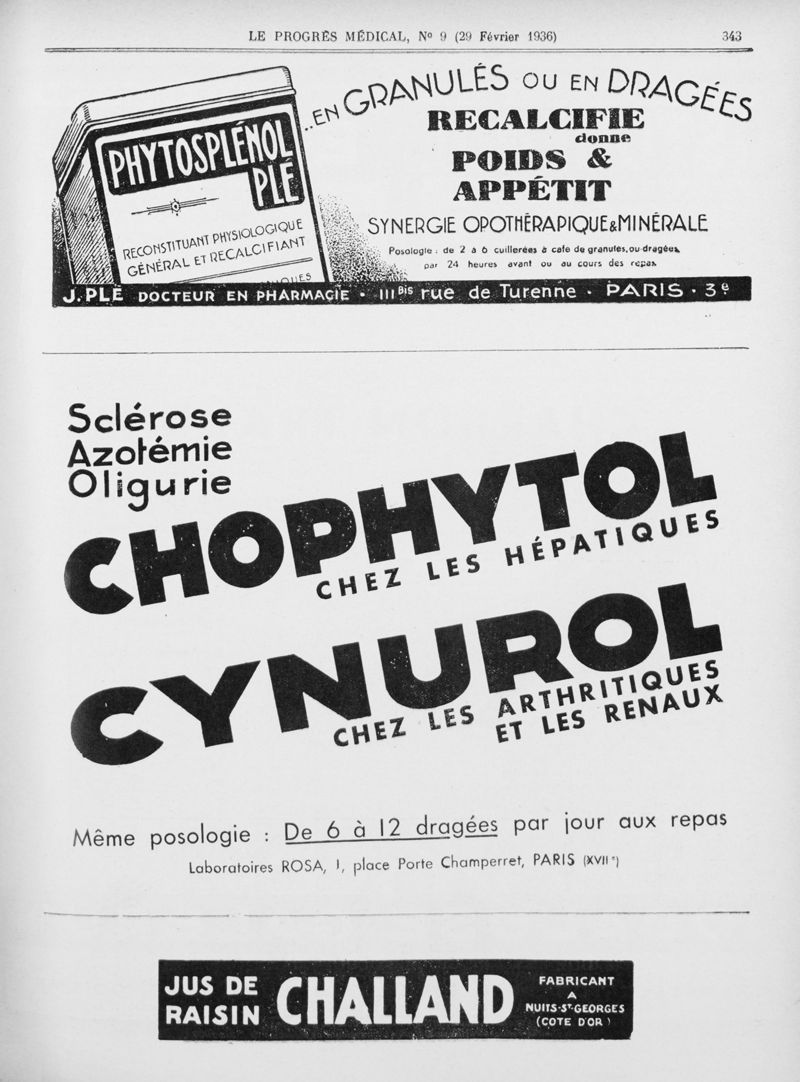 LE PROGRÈS MÉDICAL, No 9 (29 Février 1936) 343
..EN GRANULÉS OU EN DRAGÉES
PHYTOSPLÉNOL
PLÉ
RECONSTITUANT PHYSIOLOGIQUE
GÉNÉRAL ET RECALCIFIANT
RECALCIFIE
donne
POIDS &
APPÉTIT
SYNERGIE OPOTHÉRAPIQUE & MINÉRALE
Posologie : de 2 à 6 cuillerées à café de granules, ou dragées,
par 24 heures avant ou au cours des repas
J. PLÉ DOCTEUR EN PHARMACIE • 111 Bis rue de Turenne • PARIS • 3e
Sclérose
Azotémie
Oligurie
CHOPHYTOL
CHEZ LES HÉPATIQUES
CYNUROL
CHEZ LES ARTHRITIQUES
ET LES RENAUX
Même posologie : De 6 à 12 dragées par jour aux repas
Laboratoires ROSA, 1, place Porte Champerret, PARIS (XVIIe)
JUS DE
RAISIN
CHALLAND
FABRICANT
A
NUITS-St-GEORGES
(COTE D'OR)